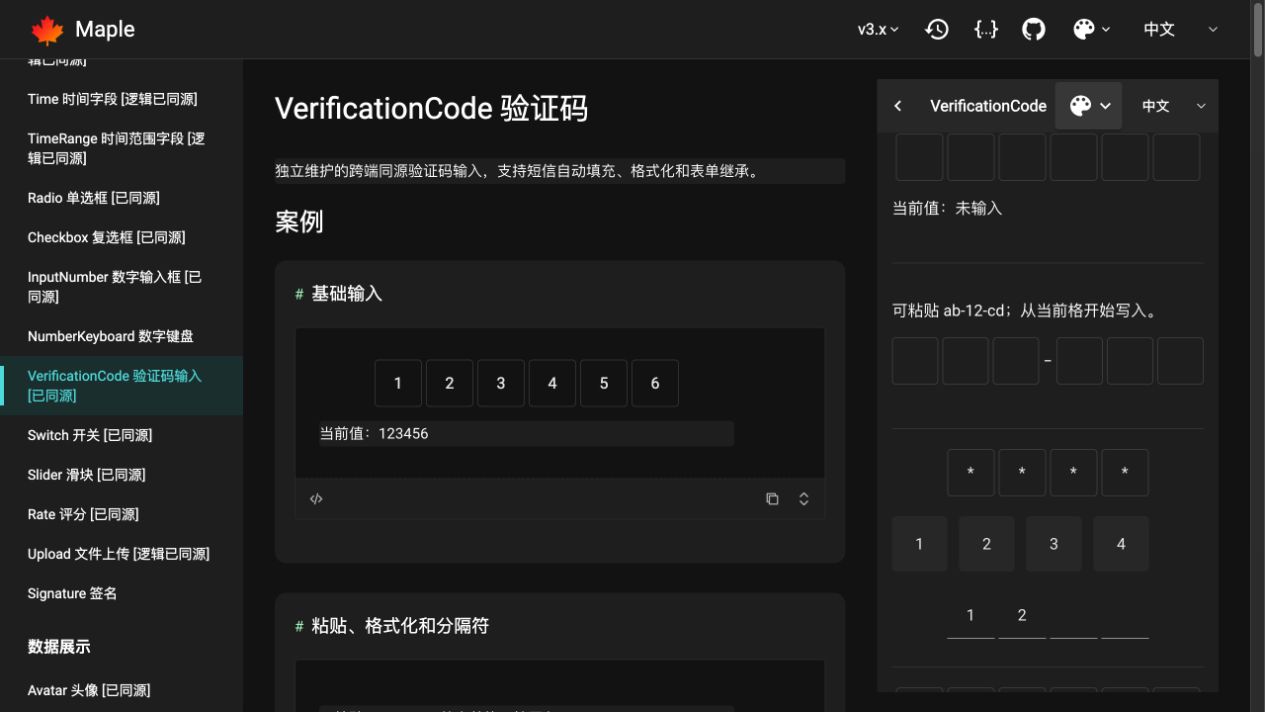 Maple
v3.x
中文
辑已同源]
Time 时间字段 [逻辑已同源]
TimeRange 时间范围字段 [逻
辑已同源]
Radio 单选框 [已同源]
Checkbox 复选框 [已同源]
InputNumber 数字输入框 [已
同源]
NumberKeyboard 数字键盘
VerificationCode 验证码输入
[已同源]
Switch 开关 [已同源]
Slider 滑块 [已同源]
Rate 评分 [已同源]
Upload 文件上传 [逻辑已同源]
Signature 签名
数据展示
Avatar 头像 [已同源]
VerificationCode 验证码
独立维护的跨端同源验证码输入，支持短信自动填充、格式化和表单继承。
案例
# 基础输入
1 2 3 4 5 6
当前值：123456
# 粘贴、格式化和分隔符
VerificationCode
中文
当前值：未输入
可粘贴 ab-12-cd；从当前格开始写入。
–
* * * *
1 2 3 4
1 2